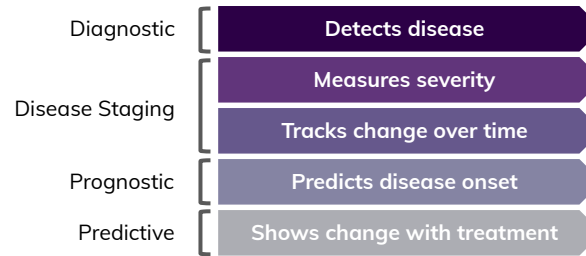 Diagnostic
Detects disease
Disease Staging
Measures severity
Tracks change over time
Prognostic
Predicts disease onset
Predictive
Shows change with treatment